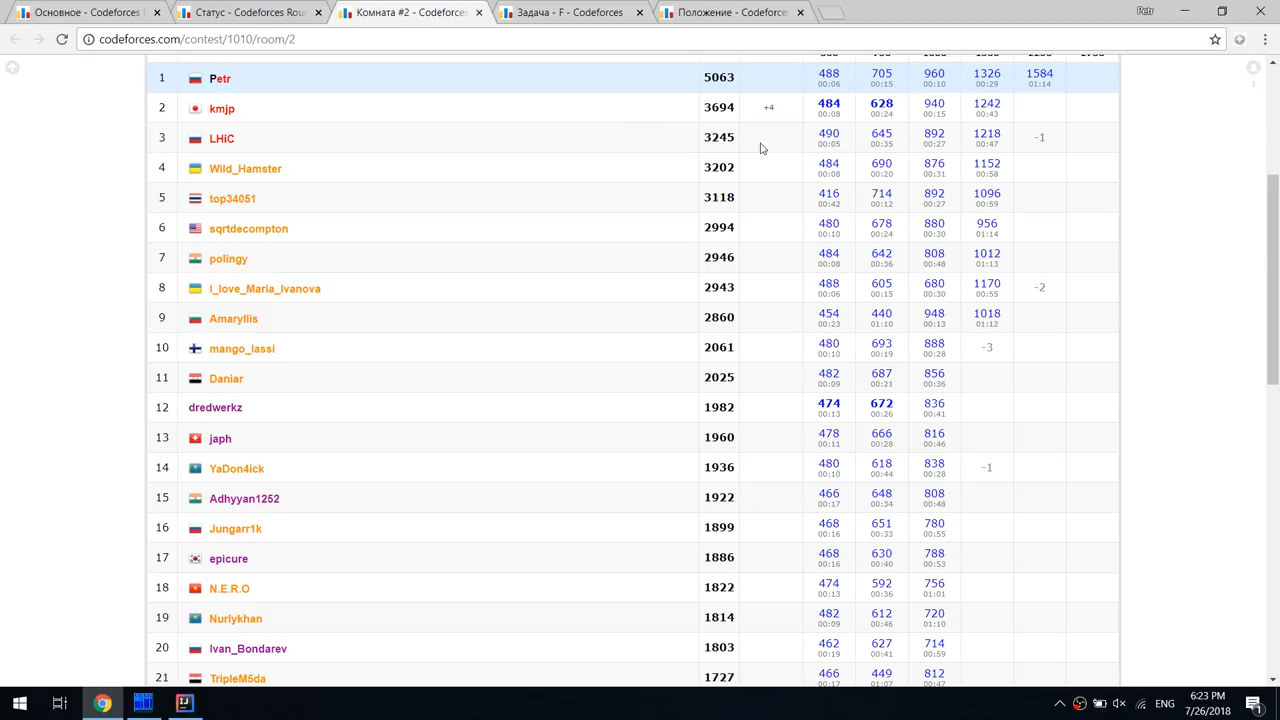 Основное - Codeforces
Статус - Codeforces Rou
Комната #2 - Codeforces
Задача - F - Codeforces
Положение - Codeforces
Petr
codeforces.com/contest/1010/room/2
1 Petr 5063 488 705 960 1326 1584
00:06 00:15 00:10 00:29 01:14
2 kmjp 3694 +4 484 628 940 1242
00:08 00:24 00:15 00:43
3 LHiC 3245 490 645 892 1218 -1
00:05 00:35 00:27 00:47
4 Wild_Hamster 3202 484 690 876 1152
00:08 00:20 00:31 00:58
5 top34051 3118 416 714 892 1096
00:42 00:12 00:27 00:59
6 sqrtdecompton 2994 480 678 880 956
00:10 00:24 00:30 01:14
7 polingy 2946 484 642 808 1012
00:08 00:36 00:48 01:13
8 I_love_Maria_Ivanova 2943 488 605 680 1170 -2
00:06 00:15 00:30 00:55
9 Amaryllis 2860 454 440 948 1018
00:23 01:10 00:13 01:12
10 mango_lassi 2061 480 693 888 -3
00:10 00:19 00:28
11 Daniar 2025 482 687 856
00:09 00:21 00:36
12 dredwerkz 1982 474 672 836
00:13 00:26 00:41
13 japh 1960 478 666 816
00:11 00:28 00:46
14 YaDon4ick 1936 480 618 838 -1
00:10 00:44 00:28
15 Adhyyan1252 1922 466 648 808
00:17 00:34 00:48
16 Jungarr1k 1899 468 651 780
00:16 00:33 00:55
17 epicure 1886 468 630 788
00:16 00:40 00:53
18 N.E.R.O 1822 474 592 756
00:13 00:36 01:01
19 Nurlykhan 1814 482 612 720
00:09 00:46 01:10
20 Ivan_Bondarev 1803 462 627 714
00:19 00:41 00:59
21 TripleM5da 1727 466 449 812
00:17 01:07 00:47
ENG
6:23 PM
7/26/2018